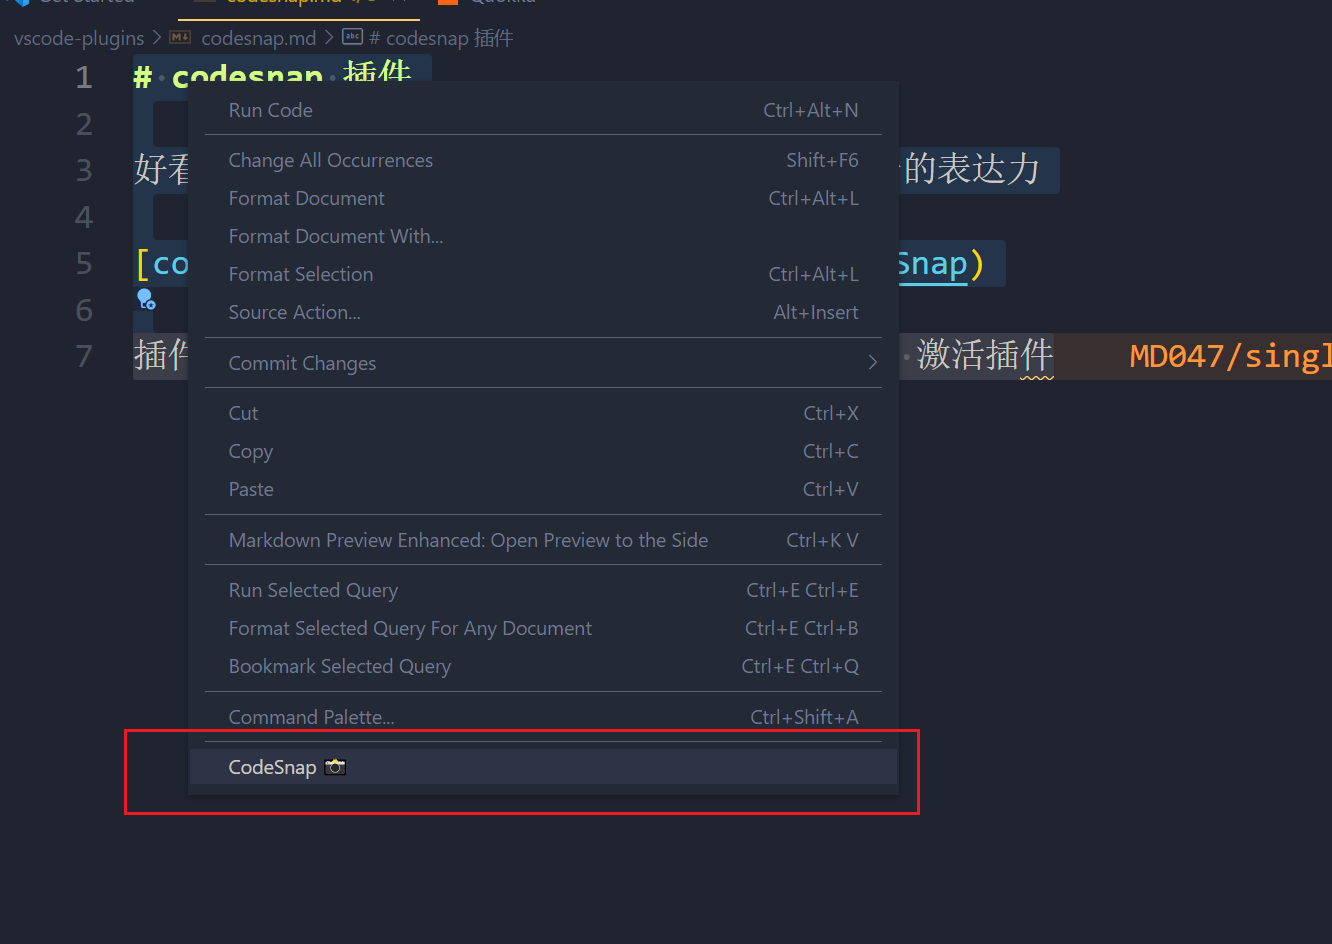 Get Started codesnap.md Quokka
vscode-plugins > codesnap.md > # codesnap 插件
1 # codesnap 插件
2
3 好看 的表达力
4
5 [co Snap)
6
7 插件 激活插件 MD047/singl
Run Code Ctrl+Alt+N
Change All Occurrences Shift+F6
Format Document Ctrl+Alt+L
Format Document With...
Format Selection Ctrl+Alt+L
Source Action... Alt+Insert
Commit Changes
Cut Ctrl+X
Copy Ctrl+C
Paste Ctrl+V
Markdown Preview Enhanced: Open Preview to the Side Ctrl+K V
Run Selected Query Ctrl+E Ctrl+E
Format Selected Query For Any Document Ctrl+E Ctrl+B
Bookmark Selected Query Ctrl+E Ctrl+Q
Command Palette... Ctrl+Shift+A
CodeSnap 📸